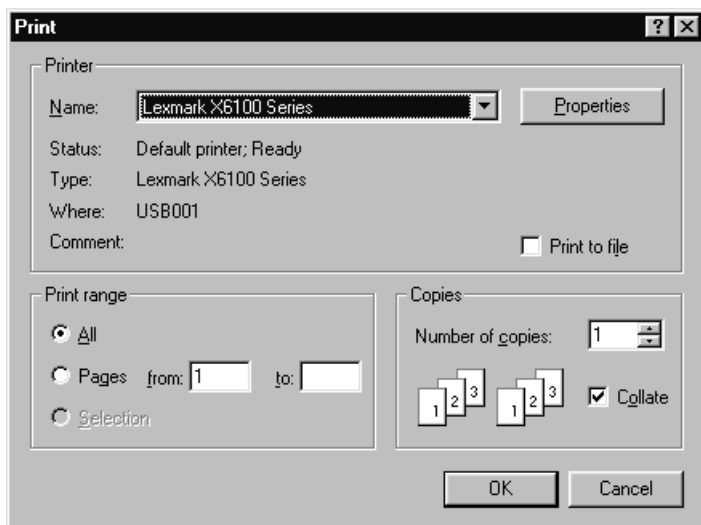 Print
Printer
Name: Lexmark X6100 Series Properties
Status: Default printer; Ready
Type: Lexmark X6100 Series
Where: USB001
Comment: Print to file
Print range
All
Pages from: 1 to:
Selection
Copies
Number of copies: 1
1 2 3 1 2 3 Collate
OK Cancel